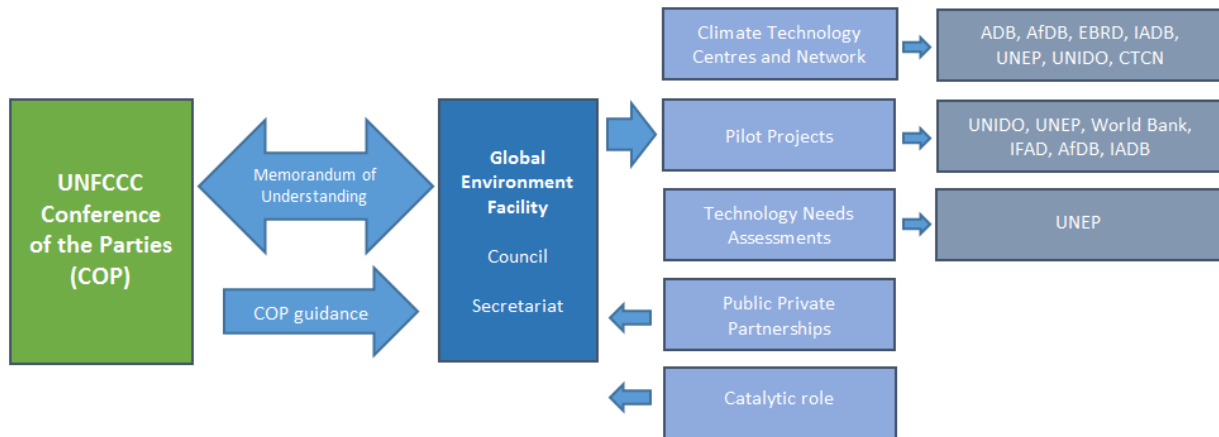 UNFCCC
Conference
of the Parties
(COP)
Memorandum of
Understanding
COP guidance
Global
Environment
Facility
Council
Secretariat
Climate Technology
Centres and Network
ADB, AfDB, EBRD, IADB,
UNEP, UNIDO, CTCN
Pilot Projects
UNIDO, UNEP, World Bank,
IFAD, AfDB, IADB
Technology Needs
Assessments
UNEP
Public Private
Partnerships
Catalytic role